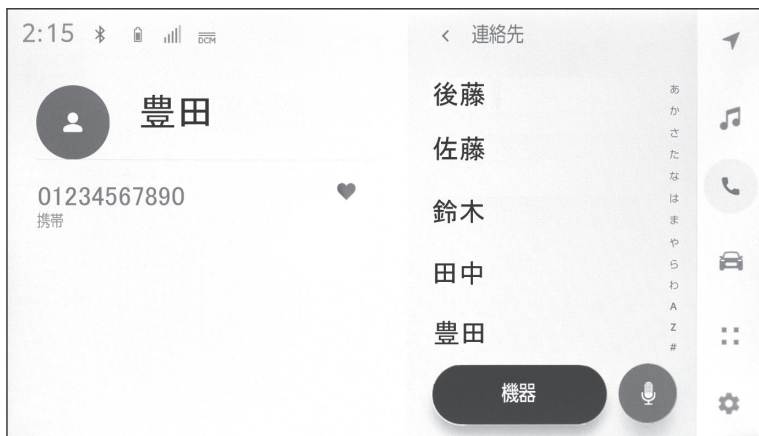 2:15
DCM
豊田
01234567890
携帯
連絡先
後藤
佐藤
鈴木
田中
豊田
あ
か
さ
た
な
は
ま
や
ら
わ
A
Z
#
機器